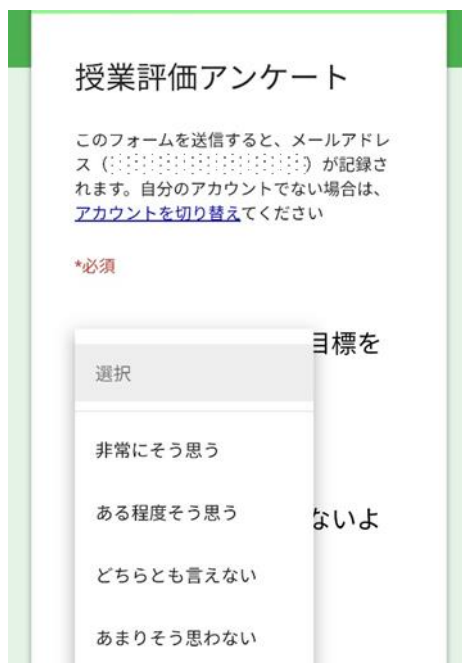 授業評価アンケート
このフォームを送信すると、メールアドレ
ス（）が記録さ
れます。自分のアカウントでない場合は、
アカウントを切り替えてください
*必須
目標を
選択
非常にそう思う
ある程度そう思う
ないよ
どちらとも言えない
あまりそう思わない